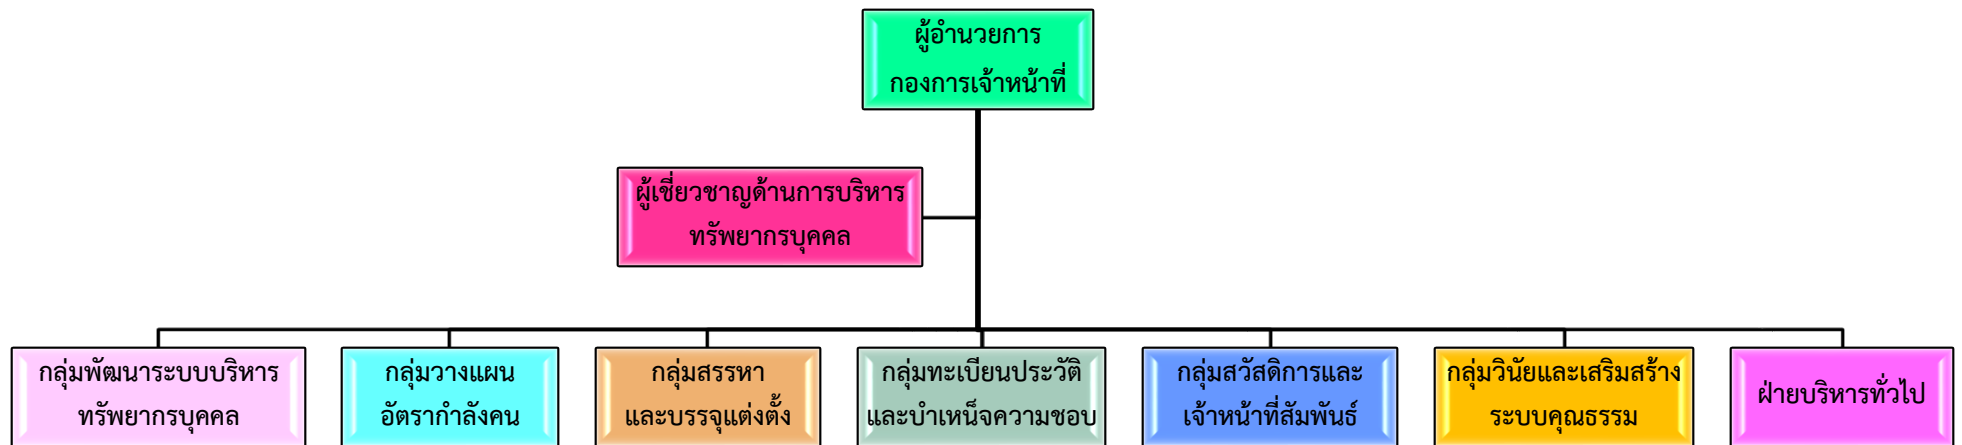 ผู้อำนวยการ
กองการเจ้าหน้าที่
ผู้เชี่ยวชาญด้านการบริหาร
ทรัพยากรบุคคล
กลุ่มพัฒนาระบบบริหาร
ทรัพยากรบุคคล
กลุ่มวางแผน
อัตรากำลังคน
กลุ่มสรรหา
และบรรจุแต่งตั้ง
กลุ่มทะเบียนประวัติ
และบำเหน็จความชอบ
กลุ่มสวัสดิการและ
เจ้าหน้าที่สัมพันธ์
กลุ่มวินัยและเสริมสร้าง
ระบบคุณธรรม
ฝ่ายบริหารทั่วไป